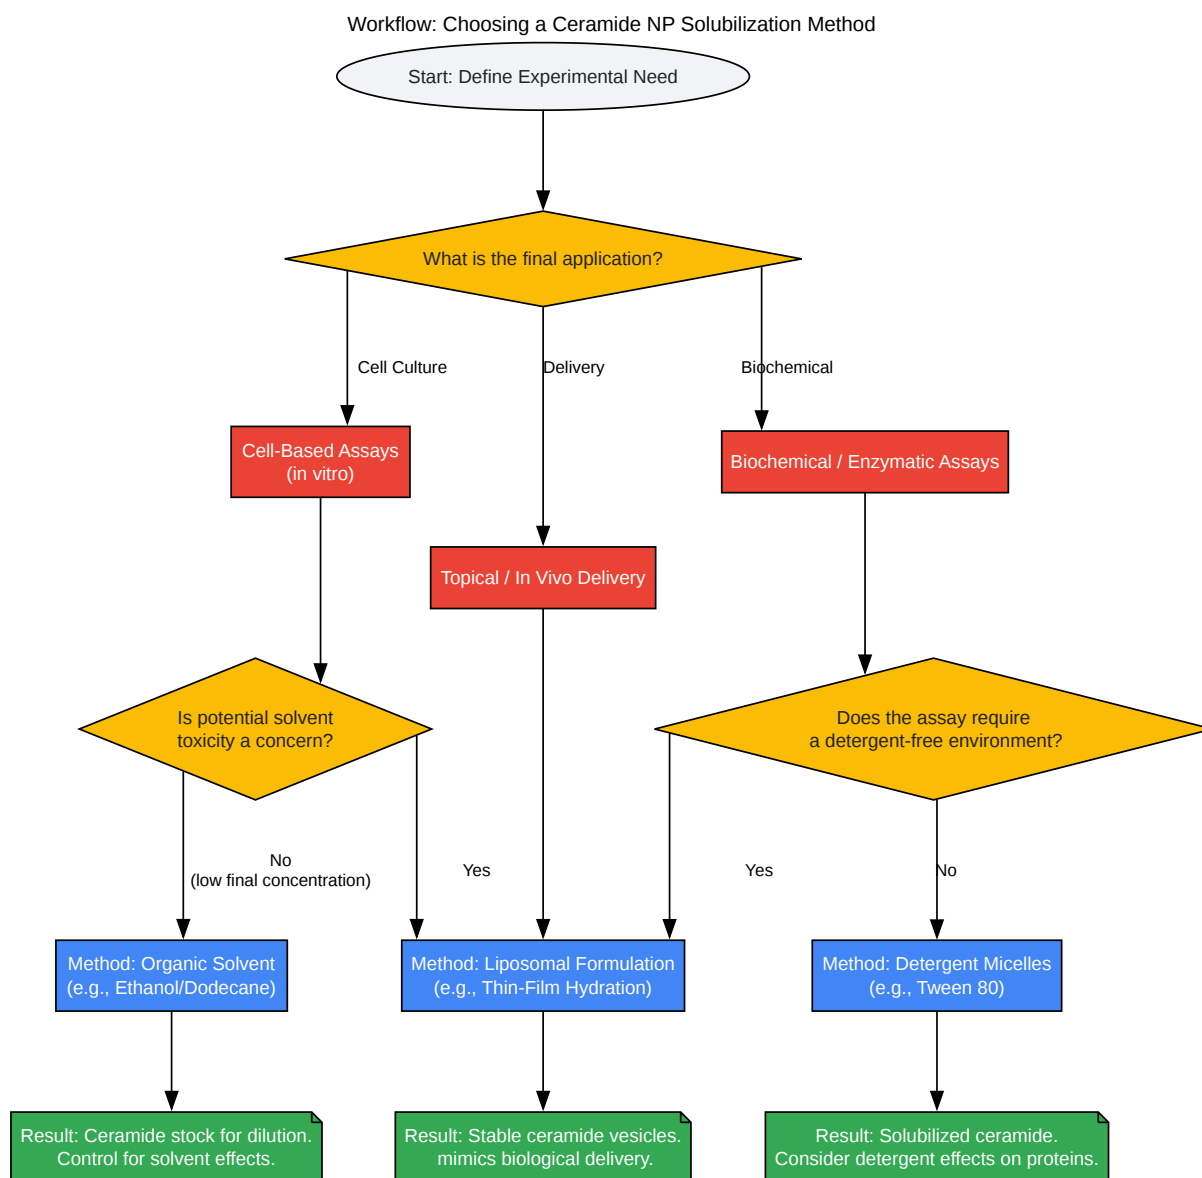 Workflow: Choosing a Ceramide NP Solubilization Method
Start: Define Experimental Need
What is the final application?
Cell Culture
Delivery
Biochemical
Cell-Based Assays
(in vitro)
Biochemical / Enzymatic Assays
Topical / In Vivo Delivery
Is potential solvent
toxicity a concern?
Does the assay require
a detergent-free environment?
No
(low final concentration)
Yes
Yes
No
Method: Organic Solvent
(e.g., Ethanol/Dodecane)
Method: Liposomal Formulation
(e.g., Thin-Film Hydration)
Method: Detergent Micelles
(e.g., Tween 80)
Result: Ceramide stock for dilution.
Control for solvent effects.
Result: Stable ceramide vesicles.
mimics biological delivery.
Result: Solubilized ceramide.
Consider detergent effects on proteins.